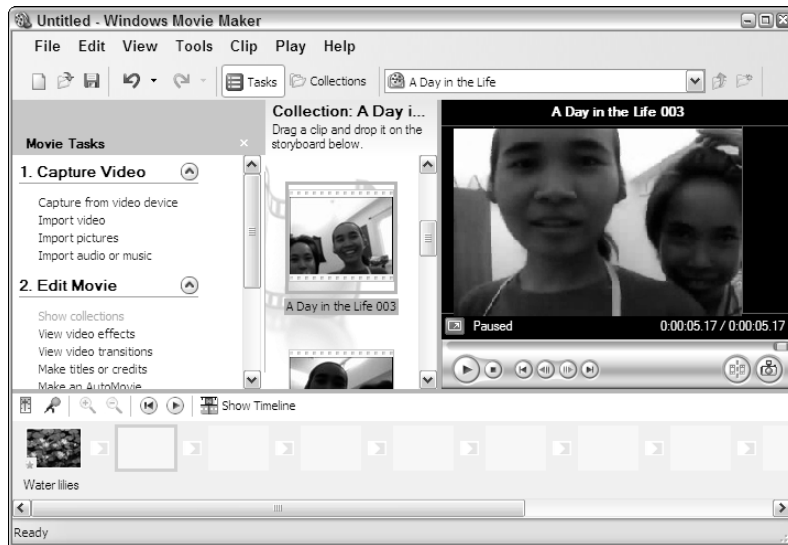 Untitled - Windows Movie Maker
File Edit View Tools Clip Play Help
Tasks Collections A Day in the Life
Movie Tasks
1. Capture Video
Capture from video device
Import video
Import pictures
Import audio or music
2. Edit Movie
Show collections
View video effects
View video transitions
Make titles or credits
Make an AutoMovie
Collection: A Day i...
Drag a clip and drop it on the
storyboard below.
A Day in the Life 003
A Day in the Life 003
Paused 0:00:05.17 / 0:00:05.17
Show Timeline
Water lilies
Ready